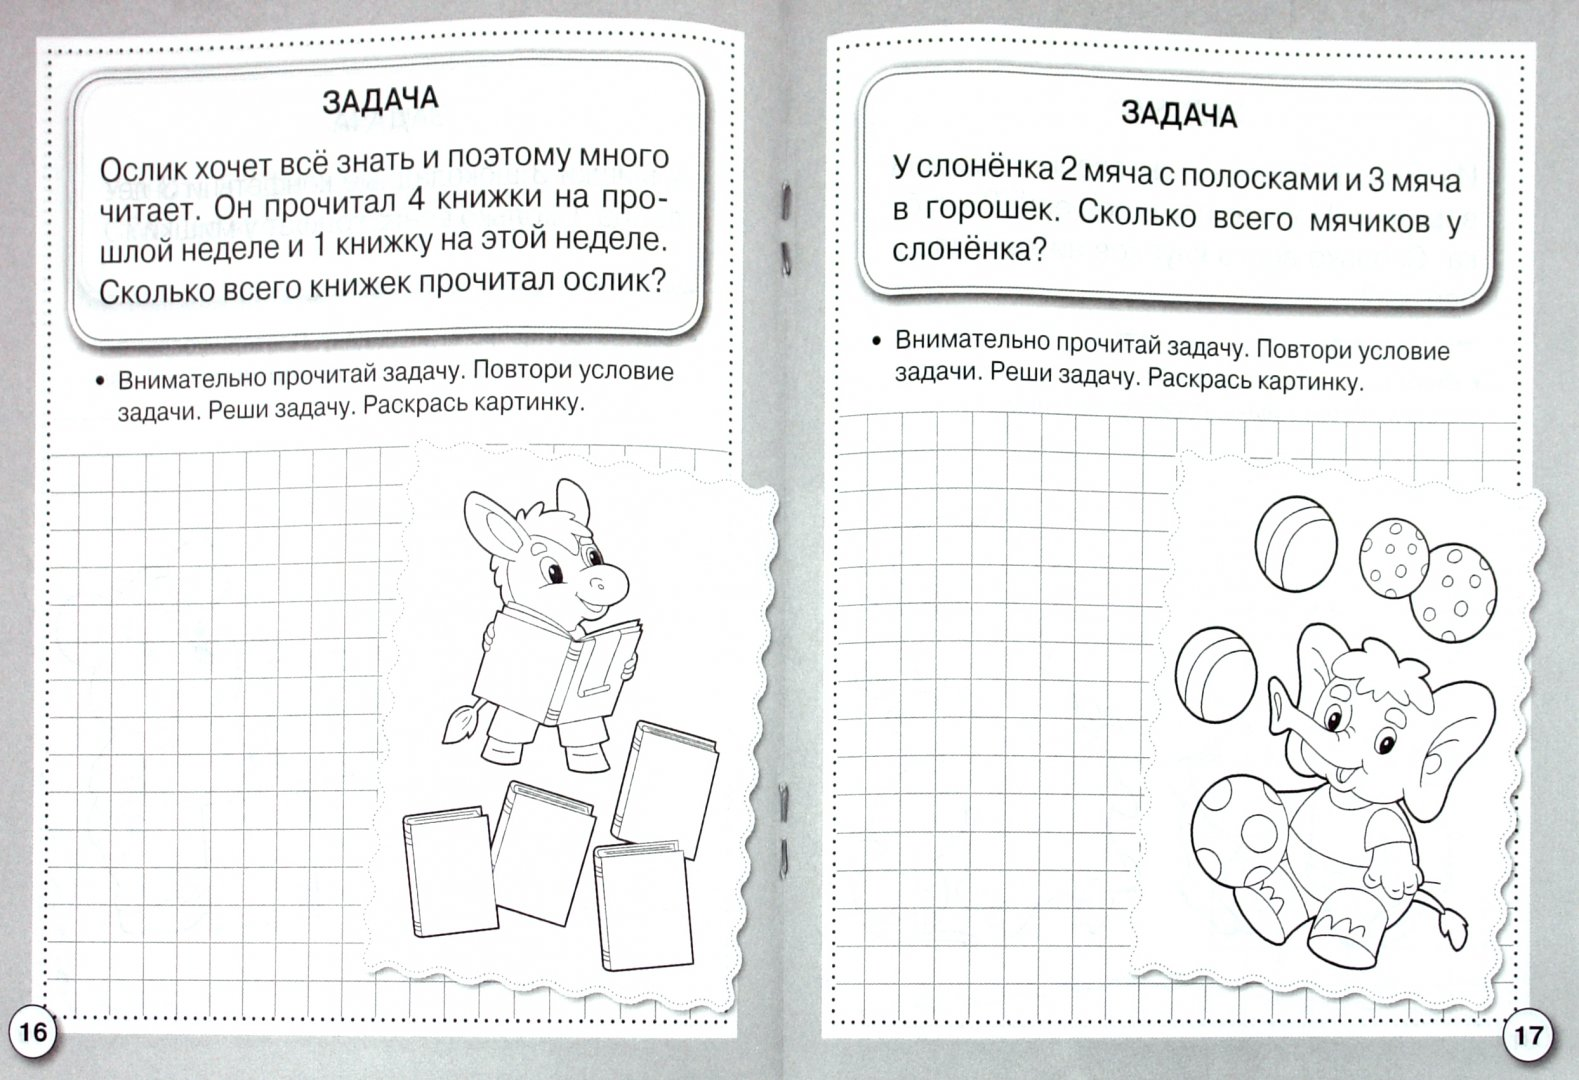 ЗАДАЧА
Ослик хочет всё знать и поэтому много
читает. Он прочитал 4 книжки на про-
шлой неделе и 1 книжку на этой неделе.
Сколько всего книжек прочитал ослик?
• Внимательно прочитай задачу. Повтори условие
задачи. Реши задачу. Раскрась картинку.
16
ЗАДАЧА
У слонёнка 2 мяча с полосками и 3 мяча
в горошек. Сколько всего мячиков у
слонёнка?
• Внимательно прочитай задачу. Повтори условие
задачи. Реши задачу. Раскрась картинку.
17